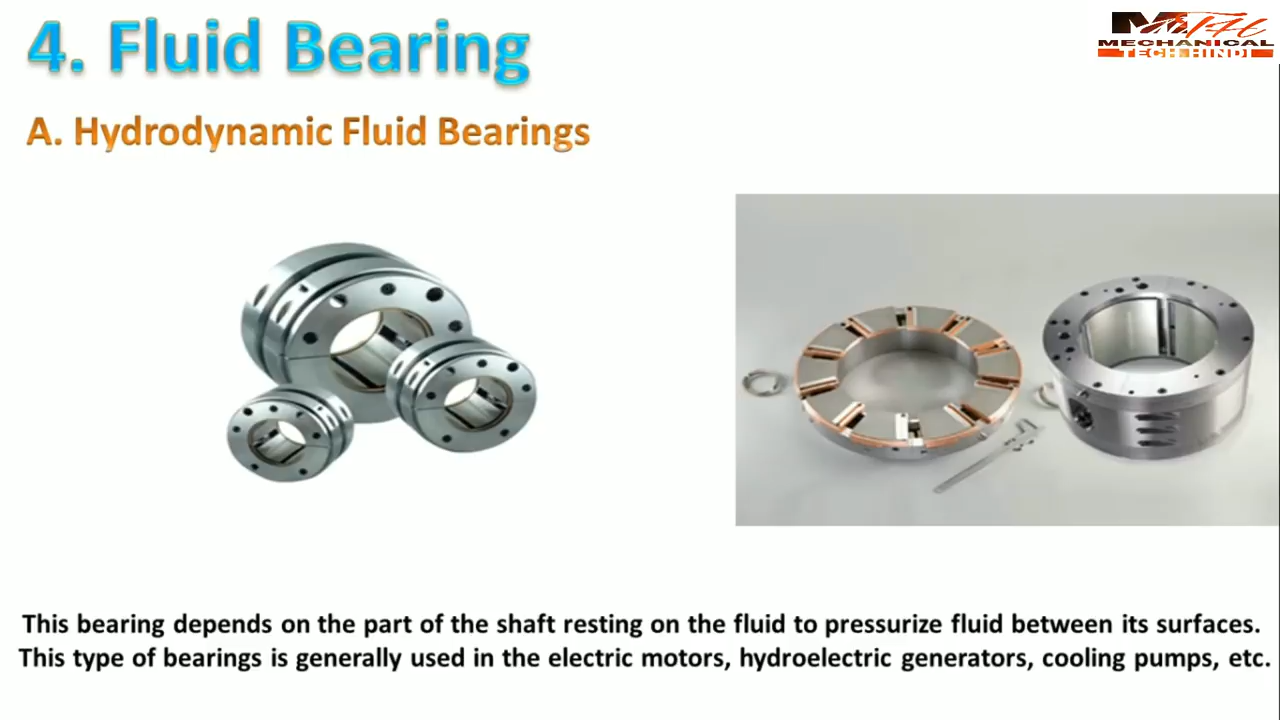 4. Fluid Bearing
MECHANICAL
TECH HINDI
A. Hydrodynamic Fluid Bearings
This bearing depends on the part of the shaft resting on the fluid to pressurize fluid between its surfaces.
This type of bearings is generally used in the electric motors, hydroelectric generators, cooling pumps, etc.